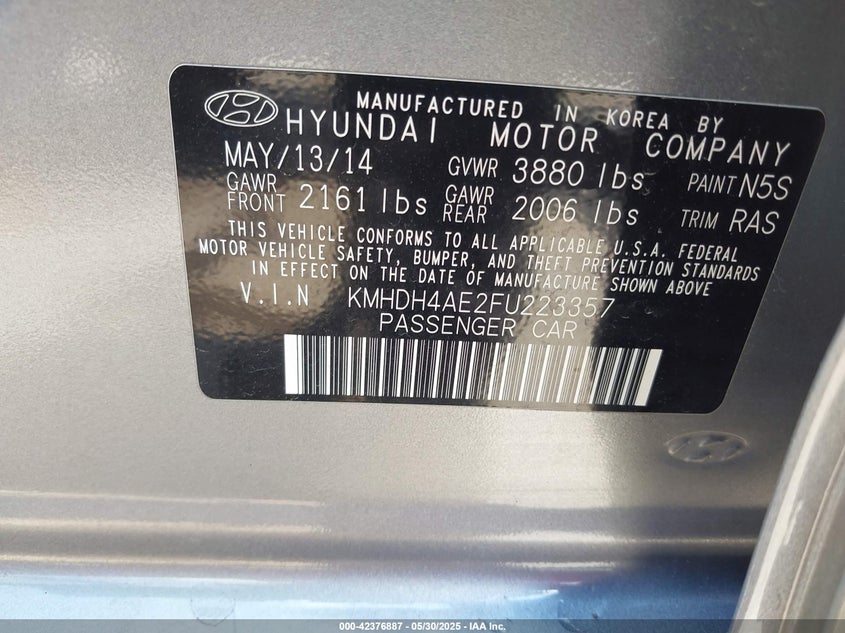 MANUFACTURED IN KOREA BY
HYUNDAI MOTOR COMPANY
MAY/13/14 GVWR 3880 lbs PAINT N5S
GAWR FRONT 2161 lbs GAWR REAR 2006 lbs TRIM RAS
THIS VEHICLE CONFORMS TO ALL APPLICABLE U.S.A. FEDERAL
MOTOR VEHICLE SAFETY, BUMPER, AND THEFT PREVENTION STANDARDS
IN EFFECT ON THE DATE OF MANUFACTURE SHOWN ABOVE
V.I.N KMHDH4AE2FU223357
PASSENGER CAR
000-42376887 - 05/30/2025 - IAA Inc.